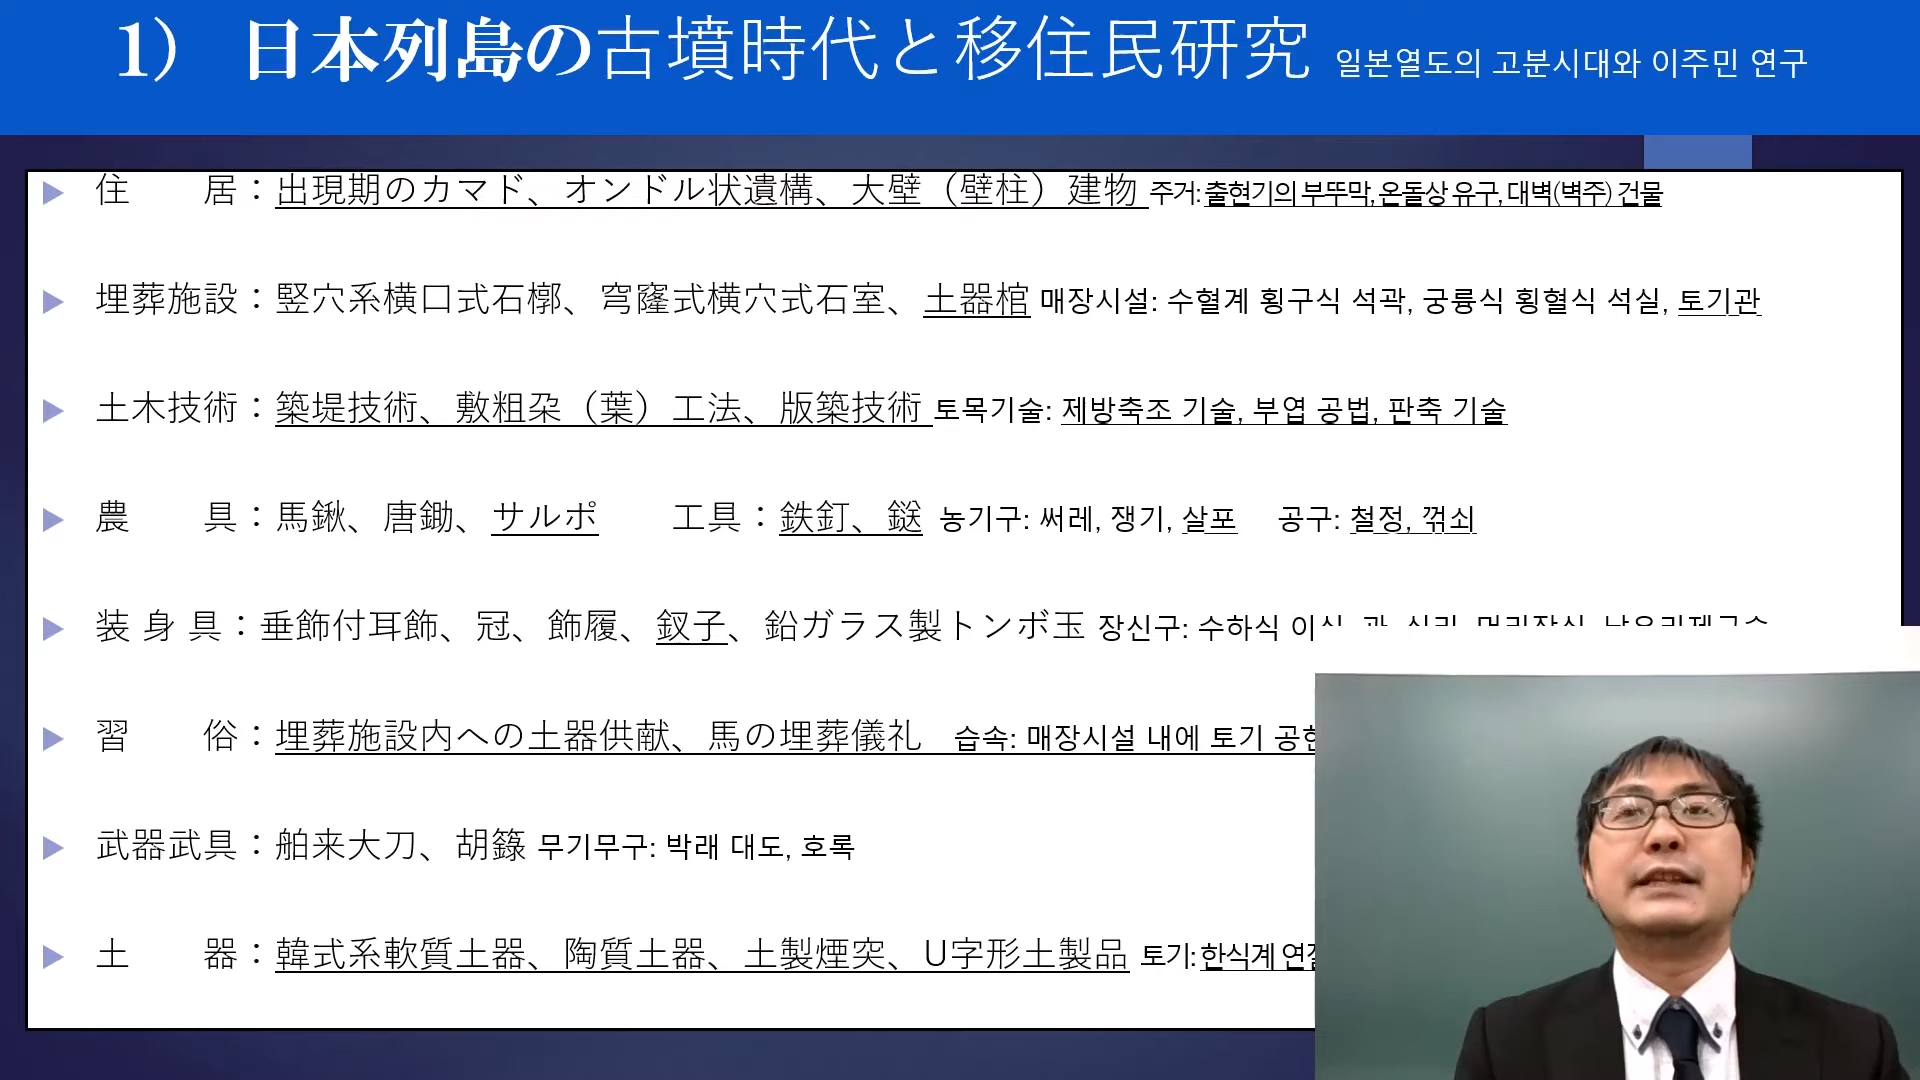 1） 日本列島の古墳時代と移住民研究 일본열도의 고분시대와 이주민 연구
住　　居：出現期のカマド、オンドル状遺構、大壁（壁柱）建物 주거: 출현기의 부뚜막, 온돌상 유구, 대벽(벽주) 건물
埋葬施設：竪穴系横口式石槨、穹窿式横穴式石室、土器棺 매장시설: 수혈계 횡구식 석곽, 궁륭식 횡혈식 석실, 토기관
土木技術：築堤技術、敷粗朶（葉）工法、版築技術 토목기술: 제방축조 기술, 부엽 공법, 판축 기술
農　　具：馬鍬、唐鋤、サルポ　　工具：鉄釘、鎹 농기구: 써레, 쟁기, 살포　공구: 철정, 꺾쇠
装 身 具：垂飾付耳飾、冠、飾履、釵子、鉛ガラス製トンボ玉 장신구: 수하식
習　　俗：埋葬施設内への土器供献、馬の埋葬儀礼　습속: 매장시설 내에 토기
武器武具：舶来大刀、胡籙 무기무구: 박래 대도, 호록
土　　器：韓式系軟質土器、陶質土器、土製煙突、U字形土製品 토기: 한식계